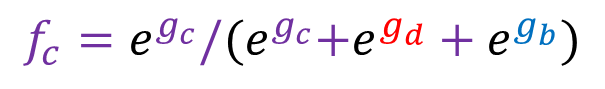 f_c = e^{g_c}/(e^{g_c}+e^{g_d} + e^{g_b})